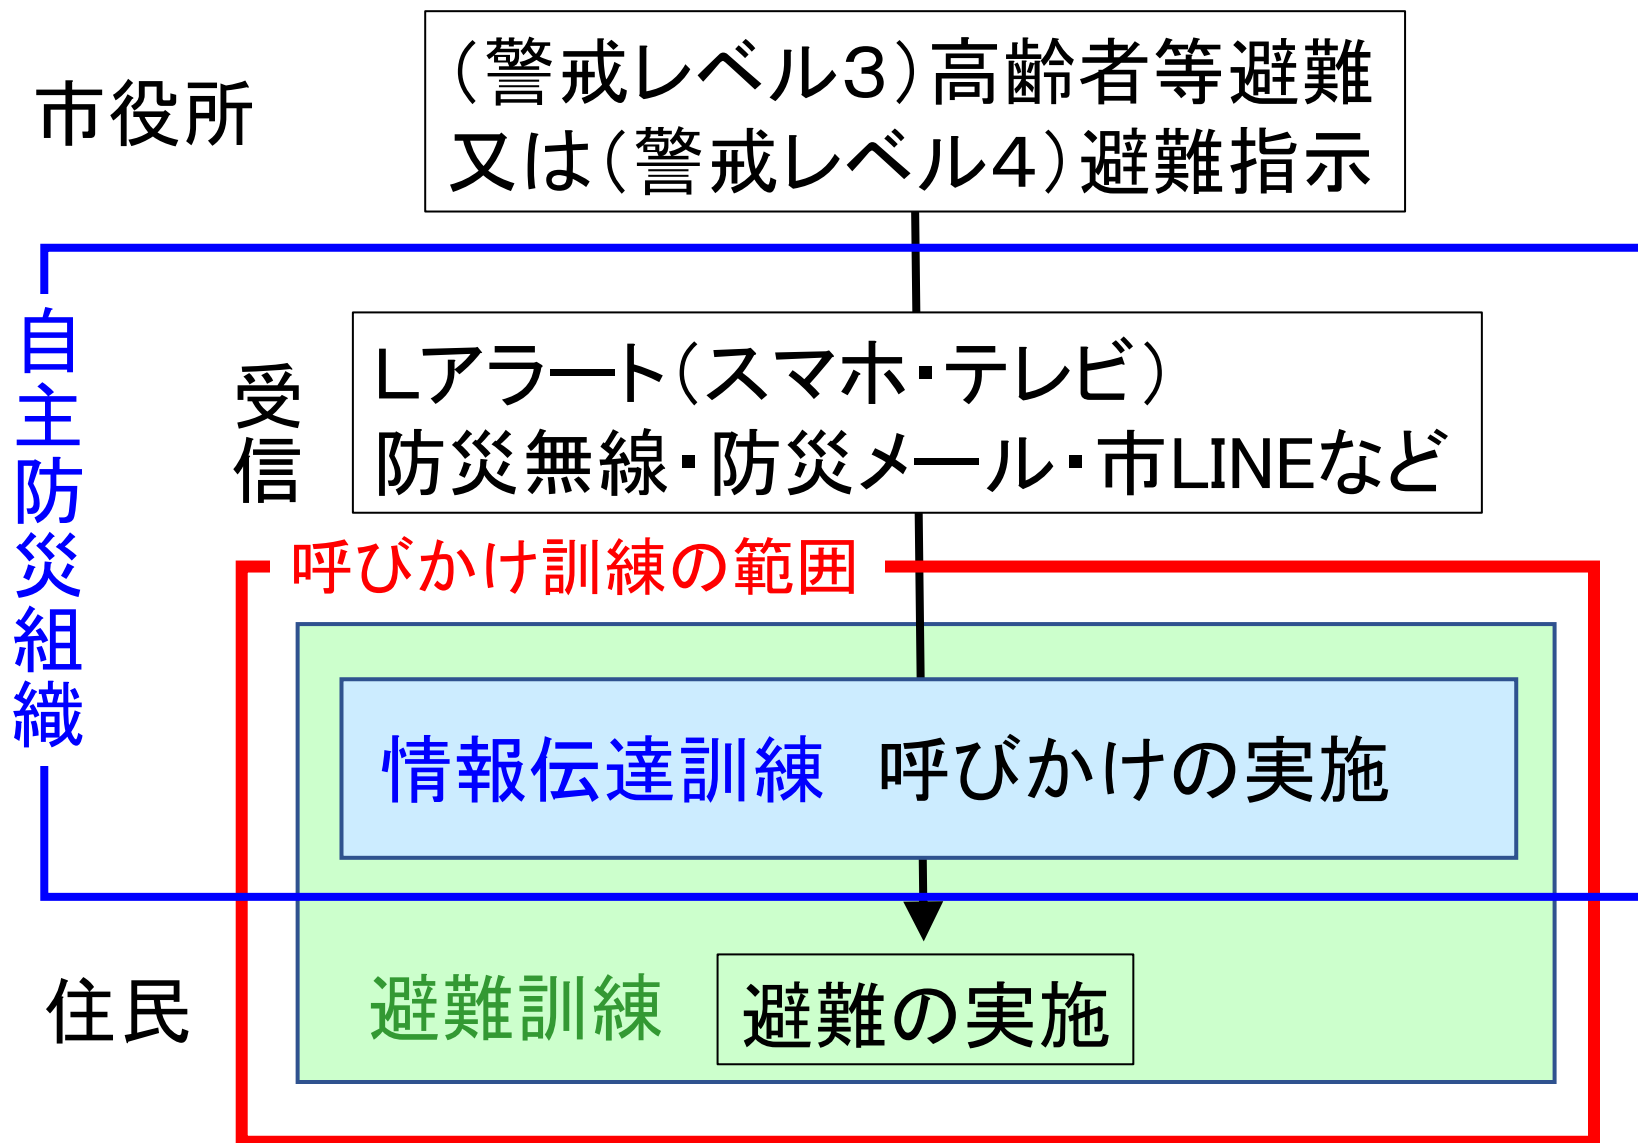 市役所
（警戒レベル３）高齢者等避難
又は（警戒レベル４）避難指示
自主防災組織
受信
Lアラート（スマホ・テレビ）
防災無線・防災メール・市LINEなど
呼びかけ訓練の範囲
情報伝達訓練　呼びかけの実施
住民
避難訓練
避難の実施